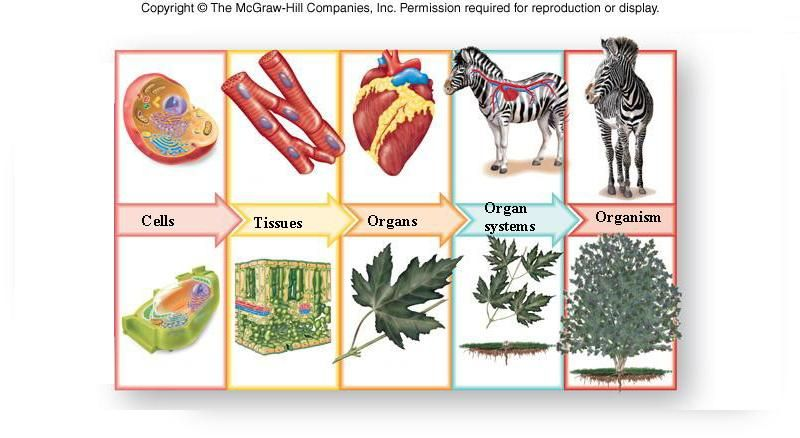 Copyright © The McGraw-Hill Companies, Inc. Permission required for reproduction or display.
Cells
Tissues
Organs
Organ
systems
Organism